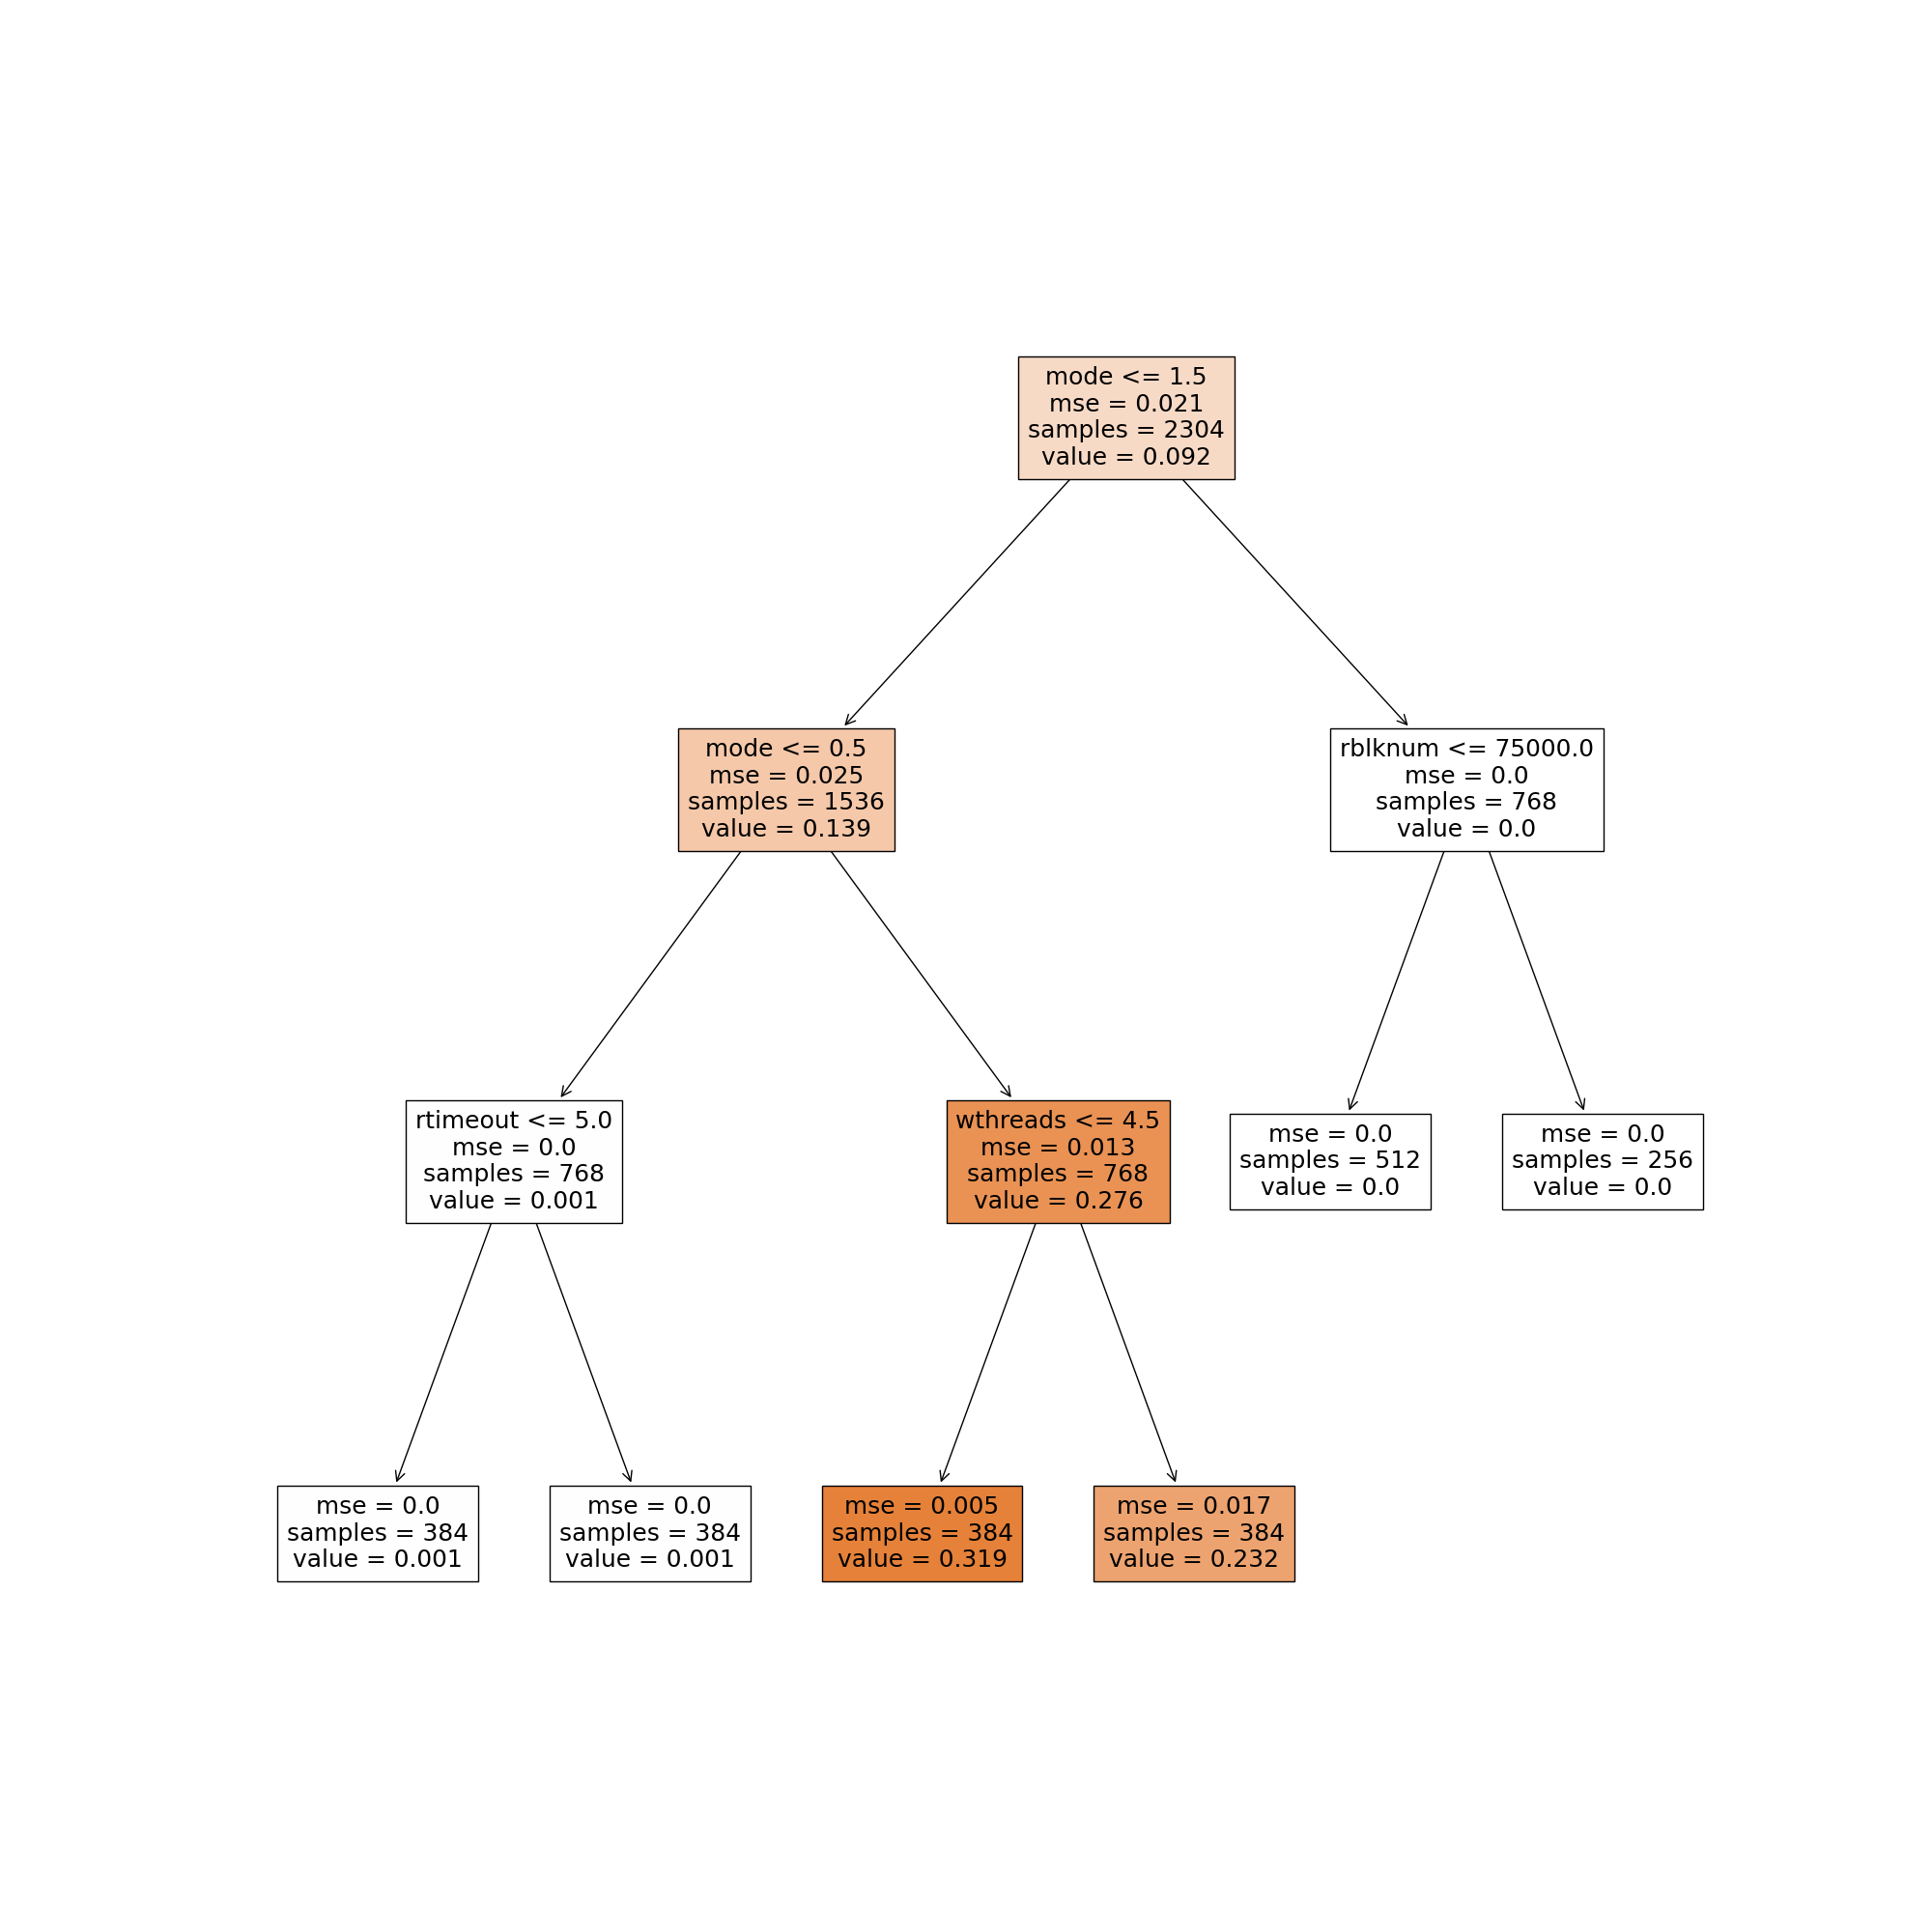 mode <= 1.5
mse = 0.021
samples = 2304
value = 0.092
mode <= 0.5
mse = 0.025
samples = 1536
value = 0.139
rblknum <= 75000.0
mse = 0.0
samples = 768
value = 0.0
rtimeout <= 5.0
mse = 0.0
samples = 768
value = 0.001
wthreads <= 4.5
mse = 0.013
samples = 768
value = 0.276
mse = 0.0
samples = 512
value = 0.0
mse = 0.0
samples = 256
value = 0.0
mse = 0.0
samples = 384
value = 0.001
mse = 0.0
samples = 384
value = 0.001
mse = 0.005
samples = 384
value = 0.319
mse = 0.017
samples = 384
value = 0.232